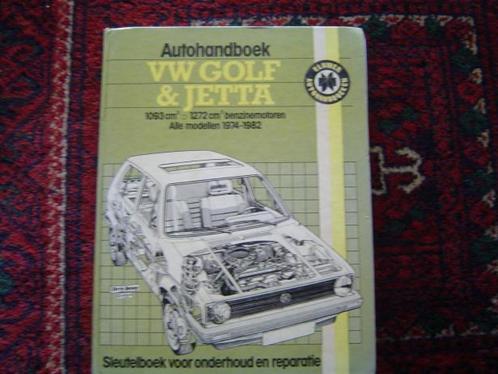 Autohandboek
VW GOLF
& JETTA
1093 cm³ - 1272 cm³ benzinemotoren
Alle modellen 1974-1982
Sleutelboek voor onderhoud en reparatie